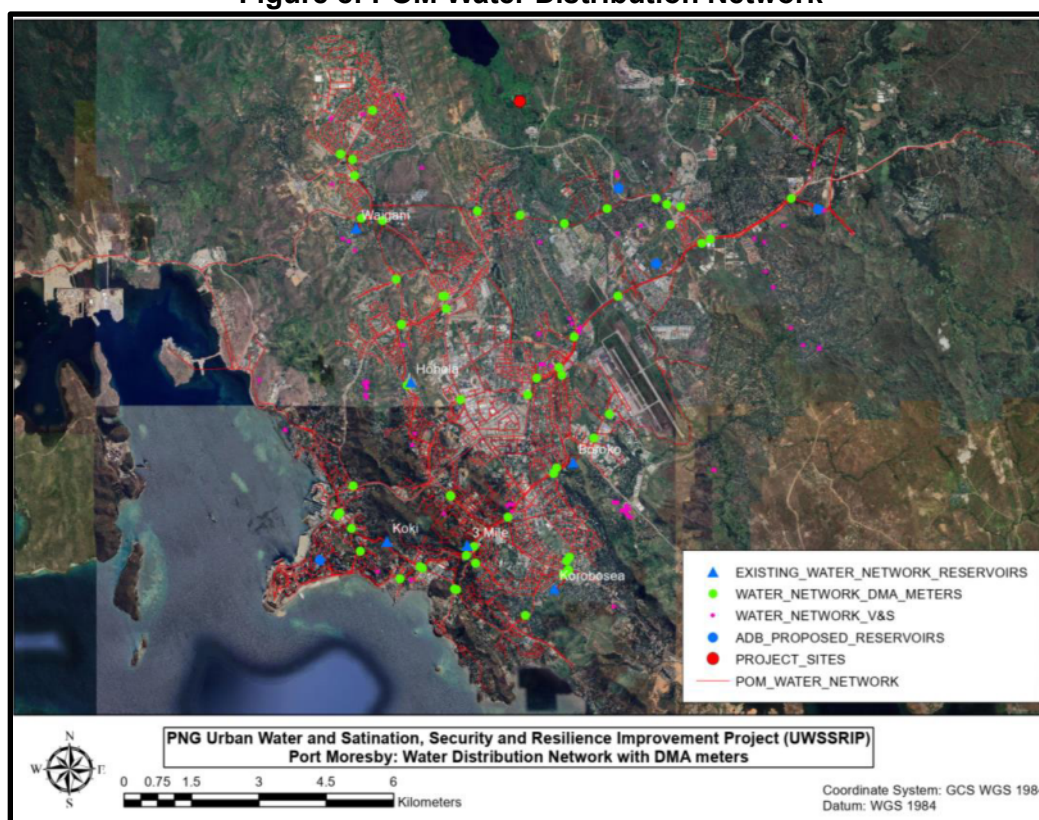 Figure 3. POM Water Distribution Network
Waigani
Hohola
Boroko
Koki
3 Mile
Korobosea
EXISTING_WATER_NETWORK_RESERVOIRS
WATER_NETWORK_DMA_METERS
WATER_NETWORK_V&S
ADB_PROPOSED_RESERVOIRS
PROJECT_SITES
POM_WATER_NETWORK
PNG Urban Water and Satination, Security and Resilience Improvement Project (UWSSRIP)
Port Moresby: Water Distribution Network with DMA meters
N
W E
S
0 0.75 1.5 3 4.5 6
Kilometers
Coordinate System: GCS WGS 198
Datum: WGS 1984